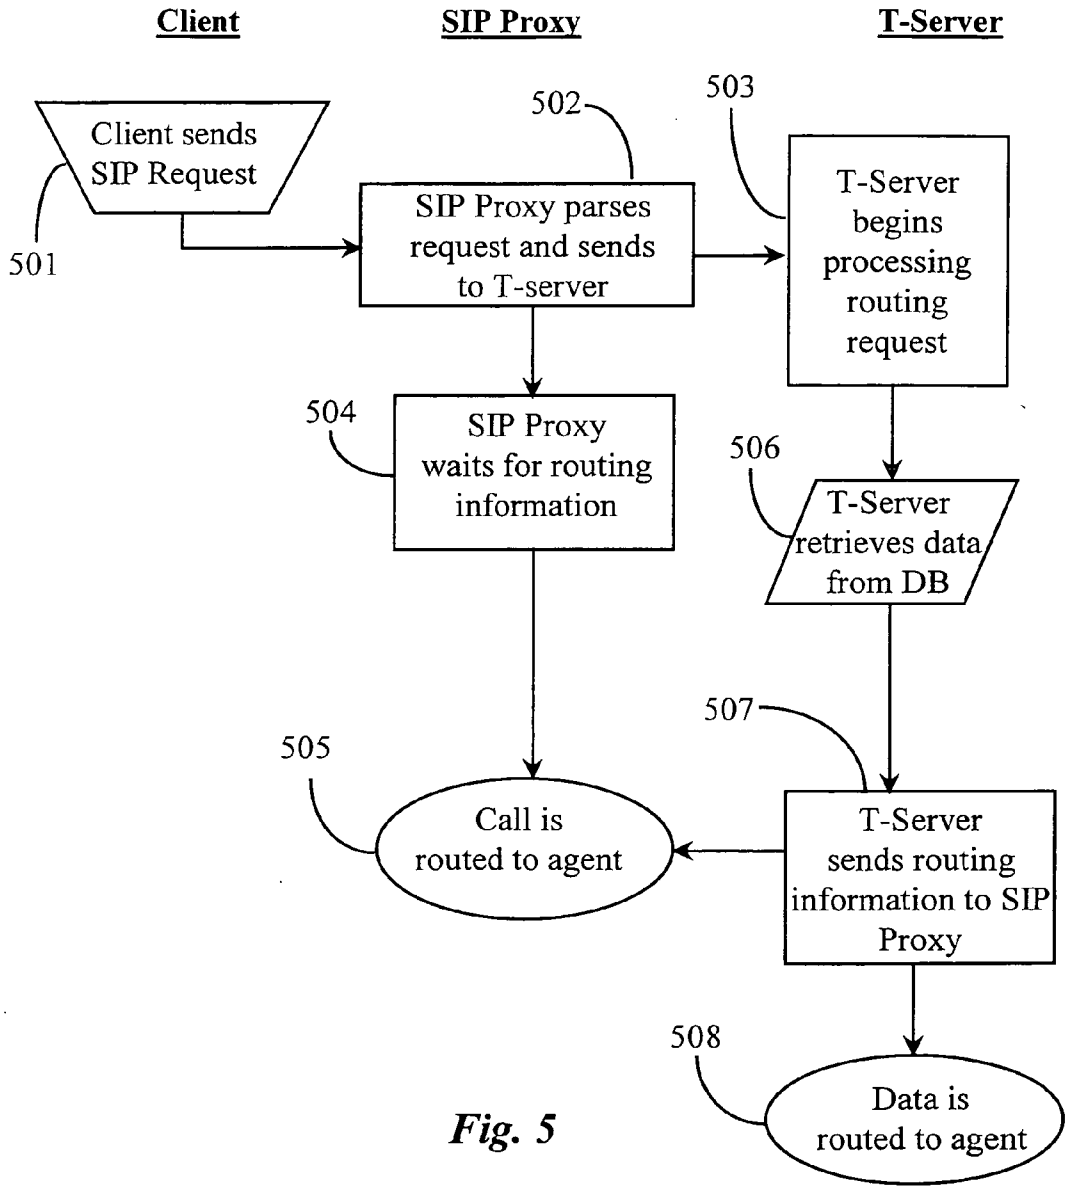 Client
SIP Proxy
T-Server
501
Client sends
SIP Request
502
SIP Proxy parses
request and sends
to T-server
503
T-Server
begins
processing
routing
request
504
SIP Proxy
waits for routing
information
506
T-Server
retrieves data
from DB
505
Call is
routed to agent
507
T-Server
sends routing
information to SIP
Proxy
508
Data is
routed to agent
Fig. 5